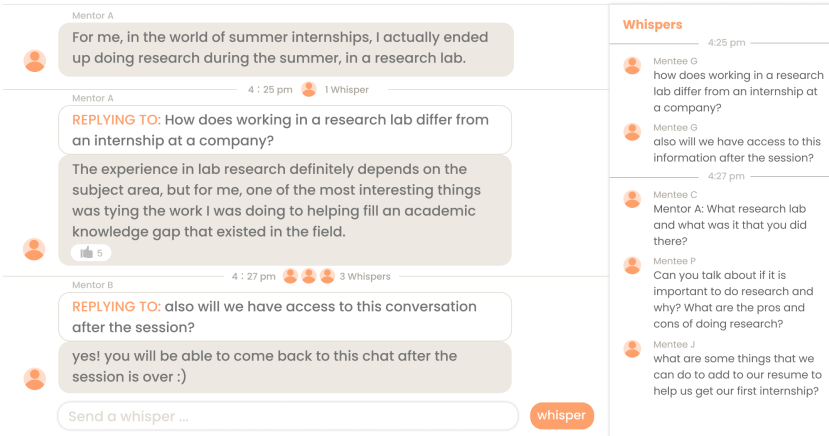 Mentor A
For me, in the world of summer internships, I actually ended
up doing research during the summer, in a research lab.
4 : 25 pm 1 Whisper
Mentor A
REPLYING TO: How does working in a research lab differ from
an internship at a company?
The experience in lab research definitely depends on the
subject area, but for me, one of the most interesting things
was tying the work I was doing to helping fill an academic
knowledge gap that existed in the field.
5
4 : 27 pm 3 Whispers
Mentor B
REPLYING TO: also will we have access to this conversation
after the session?
yes! you will be able to come back to this chat after the
session is over :)
Send a whisper ...
whisper
Whispers
4:25 pm
Mentee G
how does working in a research
lab differ from an internship at
a company?
Mentee G
also will we have access to this
information after the session?
4:27 pm
Mentee C
Mentor A: What research lab
and what was it that you did
there?
Mentee P
Can you talk about if it is
important to do research and
why? What are the pros and
cons of doing research?
Mentee J
what are some things that we
can do to add to our resume to
help us get our first internship?